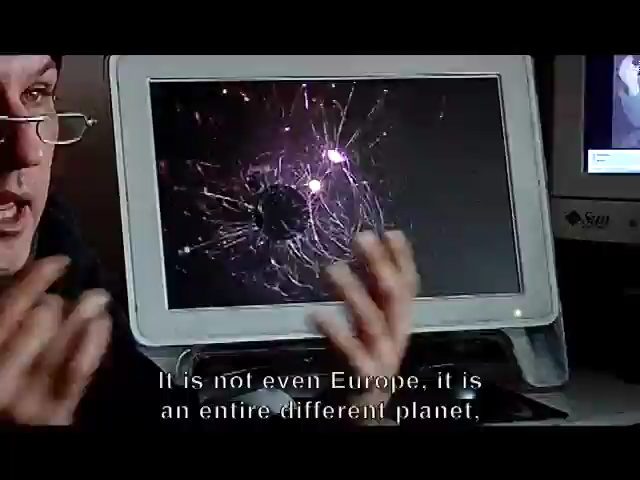 Sun
It is not even Europe, it is
an entire different planet,